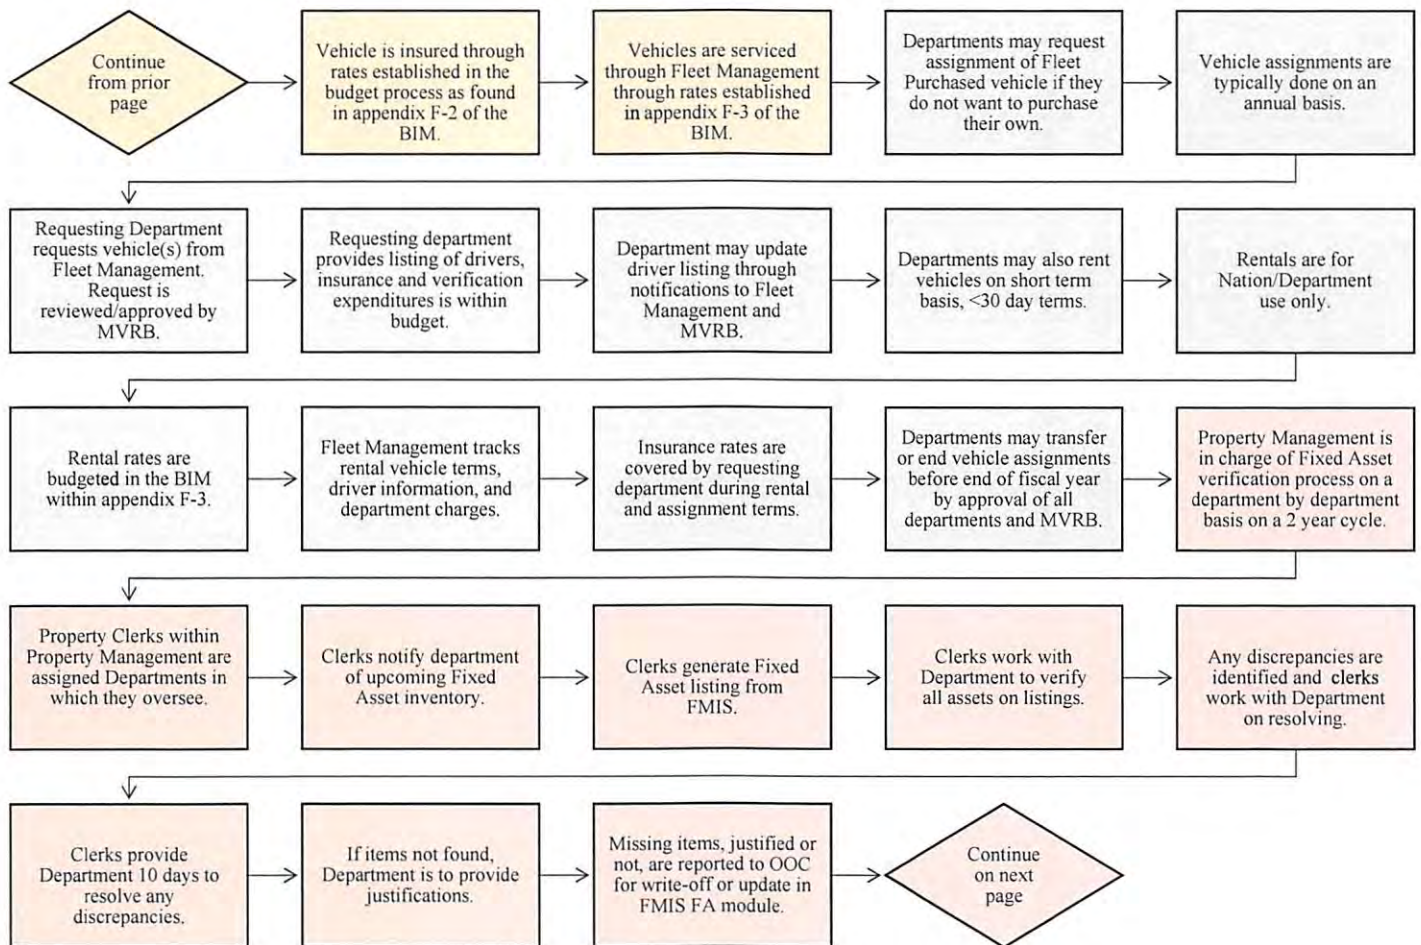 Continue
from prior
page
Vehicle is insured through
rates established in the
budget process as found
in appendix F-2 of the
BIM.
Vehicles are serviced
through Fleet Management
through rates established
in appendix F-3 of the
BIM.
Departments may request
assignment of Fleet
Purchased vehicle if they
do not want to purchase
their own.
Vehicle assignments are
typically done on an
annual basis.
Requesting Department
requests vehicle(s) from
Fleet Management.
Request is
reviewed/approved by
MVRB.
Requesting department
provides listing of drivers,
insurance and verification
expenditures is within
budget.
Department may update
driver listing through
notifications to Fleet
Management and
MVRB.
Departments may also rent
vehicles on short term
basis, <30 day terms.
Rentals are for
Nation/Department
use only.
Rental rates are
budgeted in the BIM
within appendix F-3.
Fleet Management tracks
rental vehicle terms,
driver information, and
department charges.
Insurance rates are
covered by requesting
department during rental
and assignment terms.
Departments may transfer
or end vehicle assignments
before end of fiscal year
by approval of all
departments and MVRB.
Property Management is
in charge of Fixed Asset
verification process on a
department by department
basis on a 2 year cycle.
Property Clerks within
Property Management are
assigned Departments in
which they oversee.
Clerks notify department
of upcoming Fixed
Asset inventory.
Clerks generate Fixed
Asset listing from
FMIS.
Clerks work with
Department to verify
all assets on listings.
Any discrepancies are
identified and clerks
work with Department
on resolving.
Clerks provide
Department 10 days to
resolve any
discrepancies.
If items not found,
Department is to provide
justifications.
Missing items, justified or
not, are reported to OOC
for write-off or update in
FMIS FA module.
Continue
on next
page